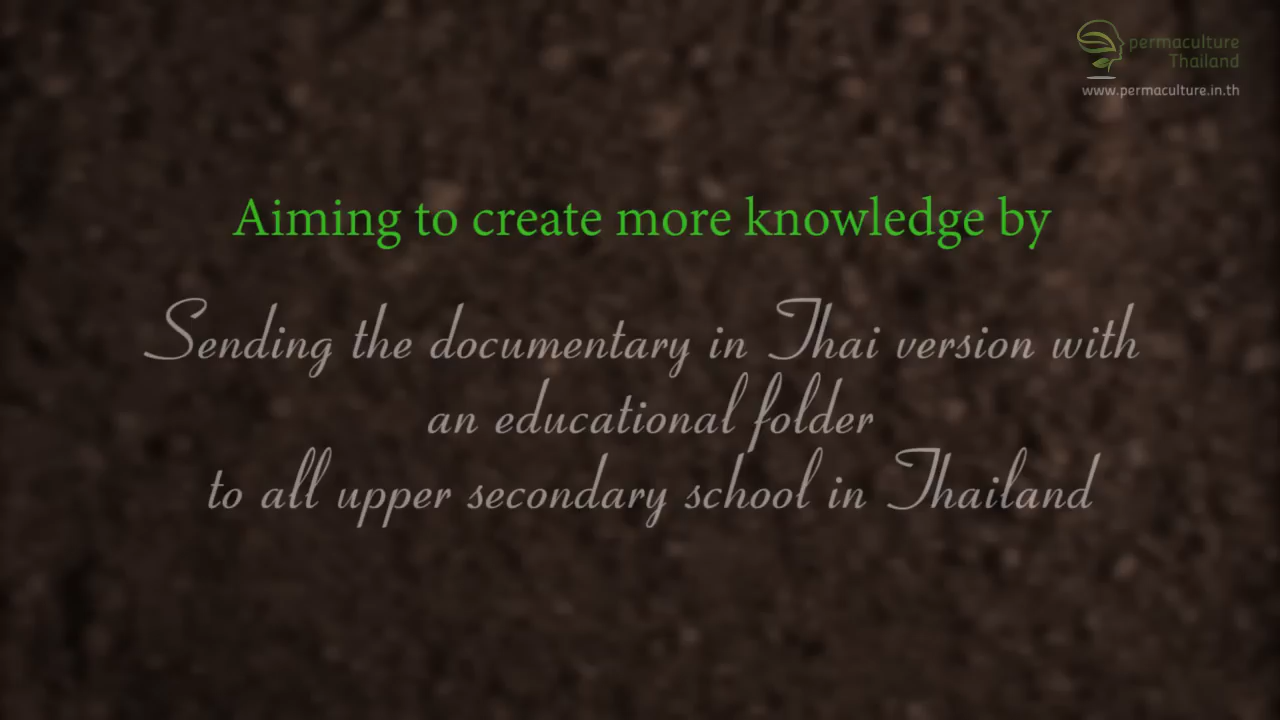 permaculture
Thailand
www.permaculture.in.th
Aiming to create more knowledge by
Sending the documentary in Thai version with
an educational folder
to all upper secondary school in Thailand